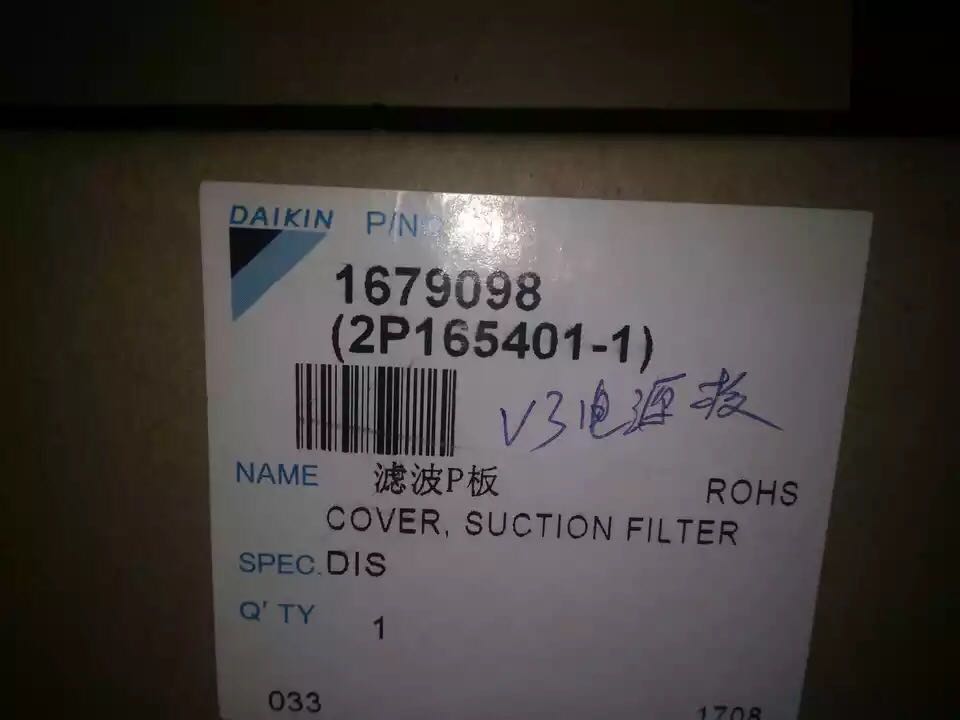 DAIKIN P/NO
1679098
(2P165401-1)
V3电源板
NAME 滤波P板 ROHS
COVER, SUCTION FILTER
SPEC. DIS
Q' TY 1
033 1708